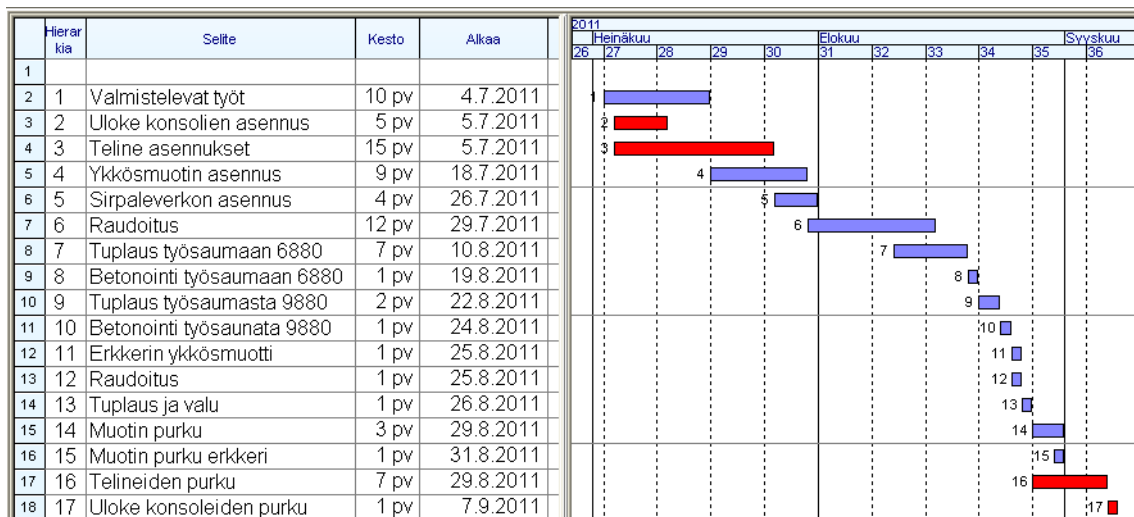 Hierar kia Selite Kesto Alkaa
2011
Heinäkuu Elokuu Syyskuu
26 27 28 29 30 31 32 33 34 35 36
1
2 1 Valmistelevat työt 10 pv 4.7.2011 1
3 2 Uloke konsolien asennus 5 pv 5.7.2011 2
4 3 Teline asennukset 15 pv 5.7.2011 3
5 4 Ykkösmuotin asennus 9 pv 18.7.2011 4
6 5 Sirpaleverkon asennus 4 pv 26.7.2011 5
7 6 Raudoitus 12 pv 29.7.2011 6
8 7 Tuplaus työsaumaan 6880 7 pv 10.8.2011 7
9 8 Betonointi työsaumaan 6880 1 pv 19.8.2011 8
10 9 Tuplaus työsaumasta 9880 2 pv 22.8.2011 9
11 10 Betonointi työsaunata 9880 1 pv 24.8.2011 10
12 11 Erkkerin ykkösmuotti 1 pv 25.8.2011 11
13 12 Raudoitus 1 pv 25.8.2011 12
14 13 Tuplaus ja valu 1 pv 26.8.2011 13
15 14 Muotin purku 3 pv 29.8.2011 14
16 15 Muotin purku erkkeri 1 pv 31.8.2011 15
17 16 Telineiden purku 7 pv 29.8.2011 16
18 17 Uloke konsoleiden purku 1 pv 7.9.2011 17